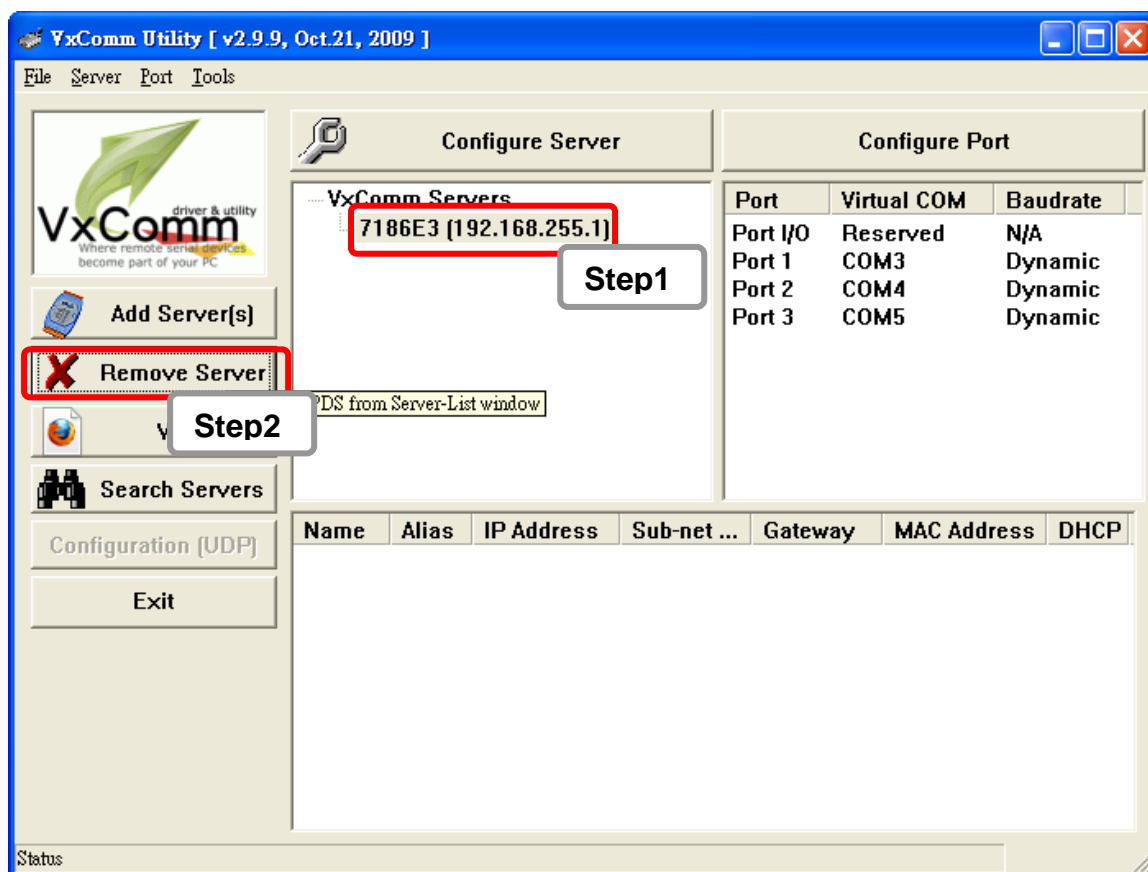 VxComm Utility [ v2.9.9, Oct.21, 2009 ]
File Server Port Tools
VxComm
driver & utility
Where remote serial devices
become part of your PC
Configure Server
Configure Port
VxComm Servers
7186E3 (192.168.255.1)
Step1
Port Virtual COM Baudrate
Port I/O Reserved N/A
Port 1 COM3 Dynamic
Port 2 COM4 Dynamic
Port 3 COM5 Dynamic
Add Server(s)
Remove Server
PDS from Server-List window
Step2
Search Servers
Configuration (UDP)
Exit
Name Alias IP Address Sub-net ... Gateway MAC Address DHCP
Status